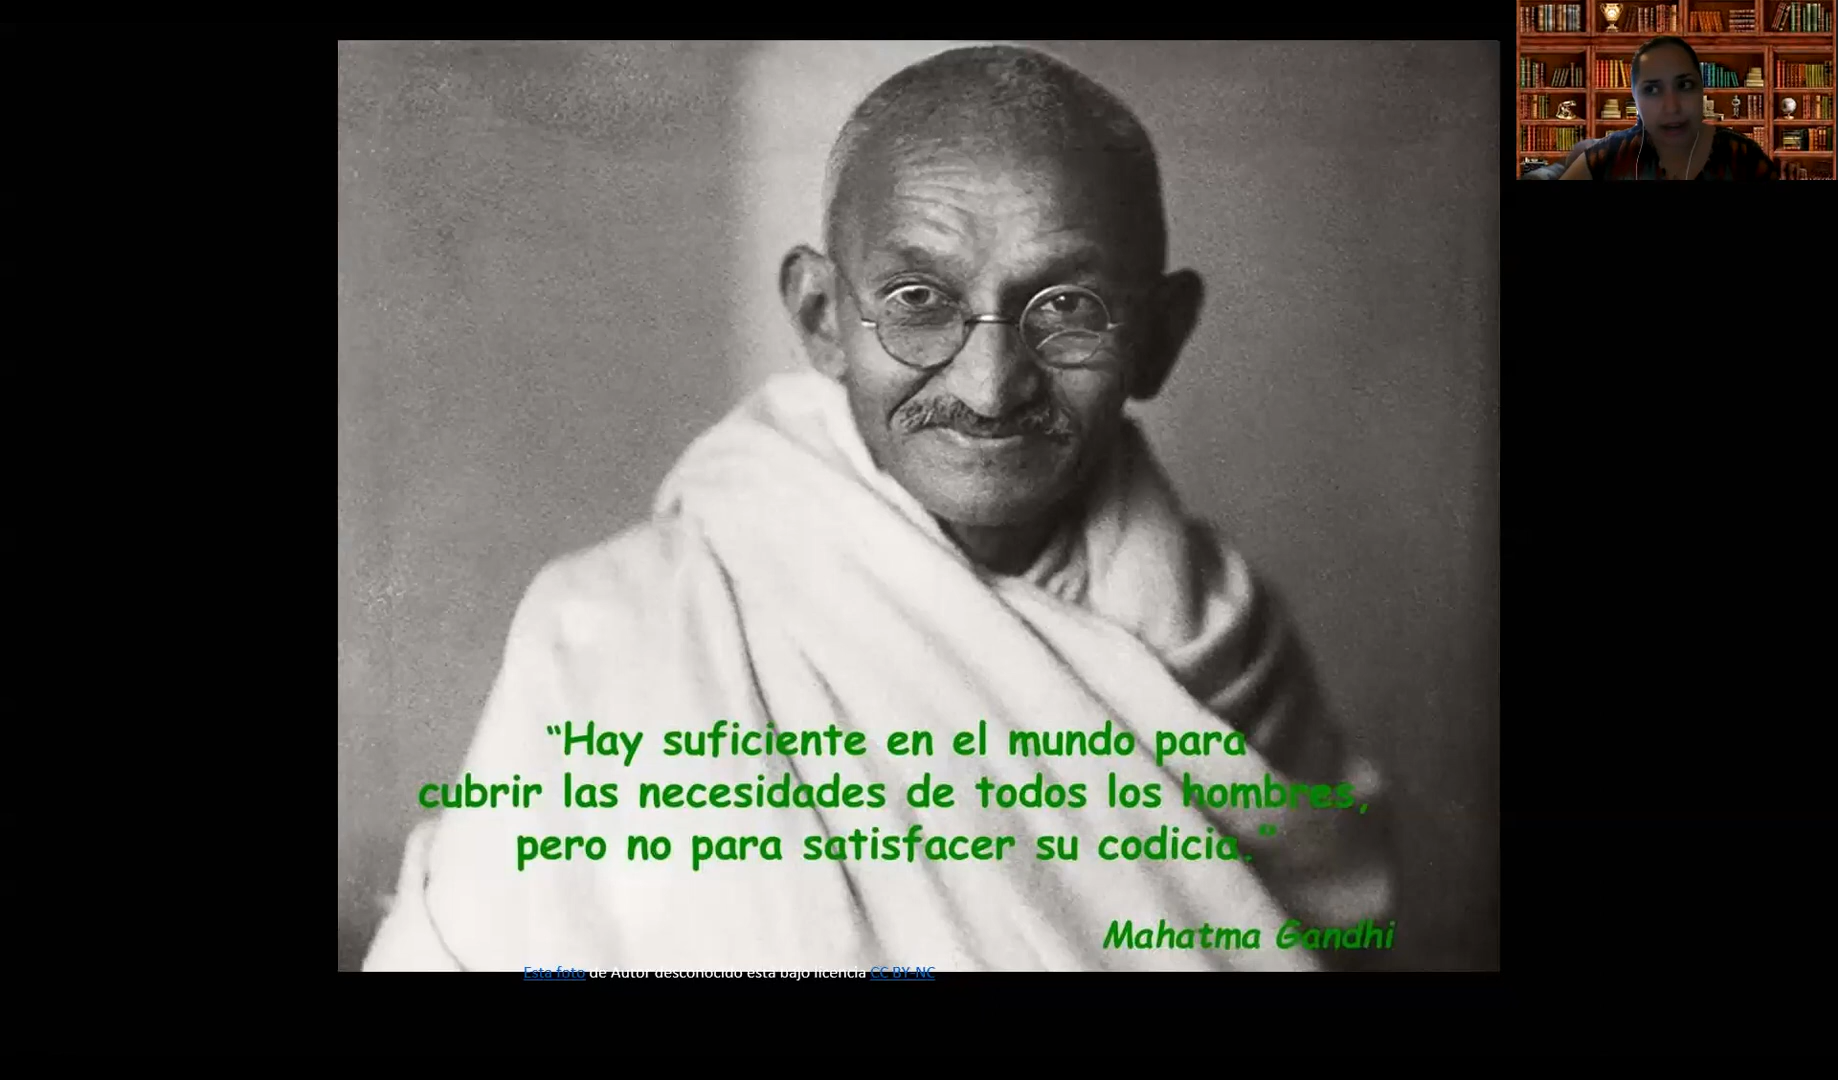 “Hay suficiente en el mundo para
cubrir las necesidades de todos los hombres,
pero no para satisfacer su codicia.”
Mahatma Gandhi
Esta foto de Autor desconocido está bajo licencia CC BY-NC